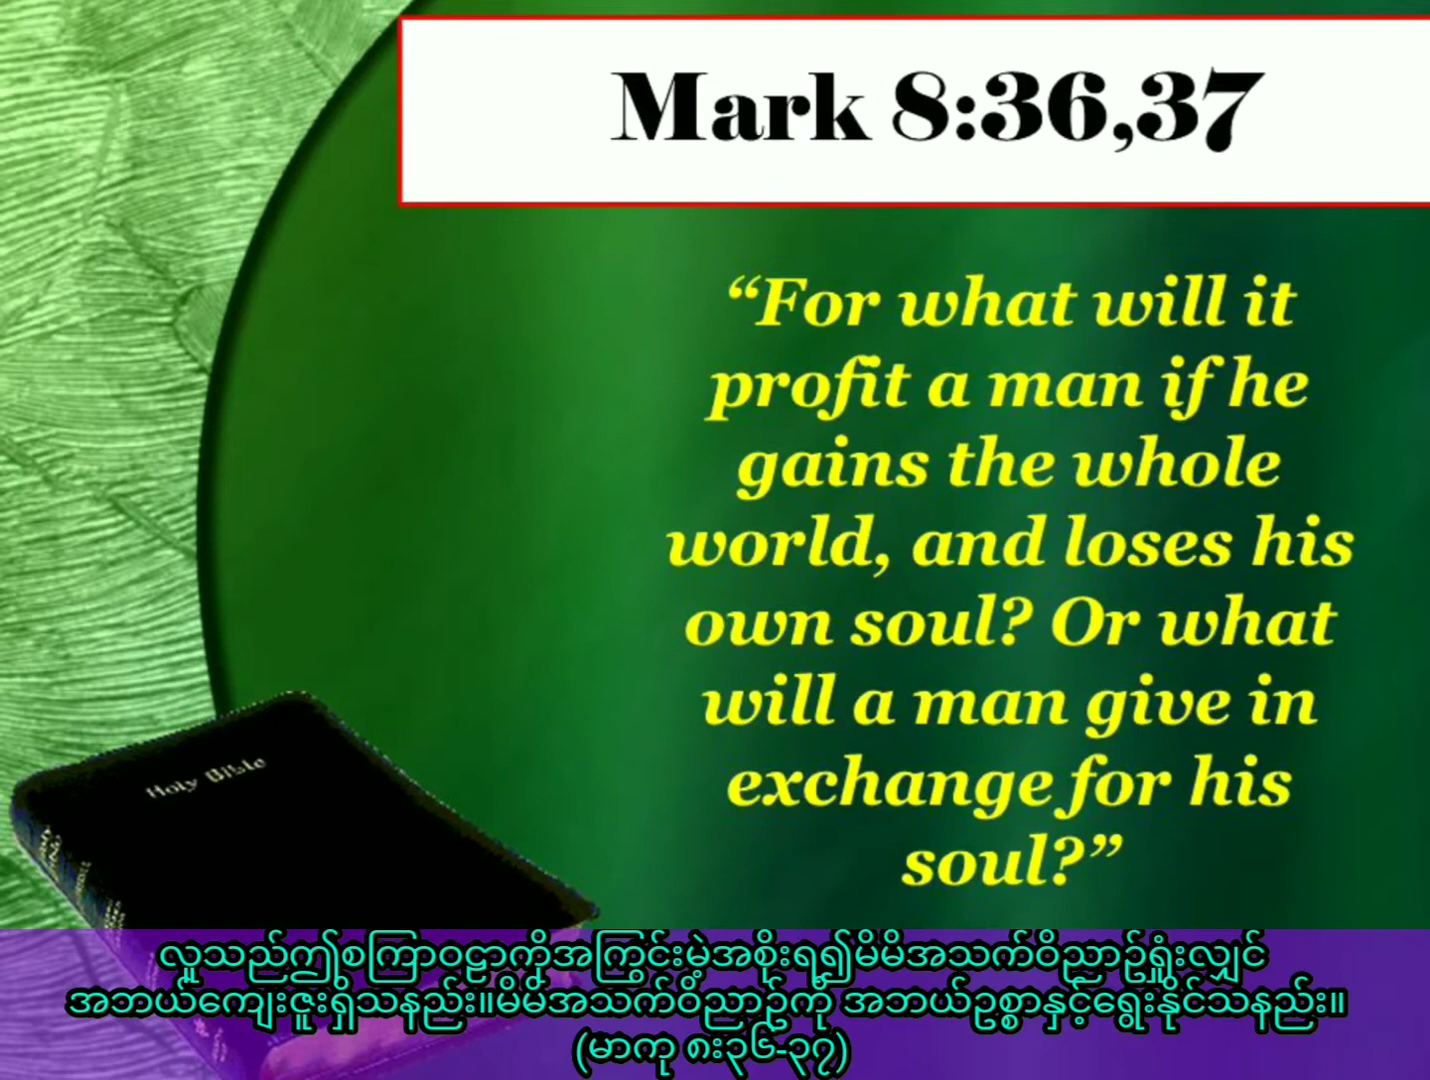 Mark 8:36,37
“For what will it
profit a man if he
gains the whole
world, and loses his
own soul? Or what
will a man give in
exchange for his
soul?”
Holy Bible
လူသည်ဤစကြာဝဠာကိုအကြွင်းမဲ့အစိုးရ၍မိမိအသက်ဝိညာဉ်ရှုံးလျှင်
အဘယ်ကျေးဇူးရှိသနည်း။မိမိအသက်ဝိညာဉ်ကို အဘယ်ဥစ္စာနှင့်ရွေးနိုင်သနည်း။
(မာကု ၈း၃၆-၃၇)